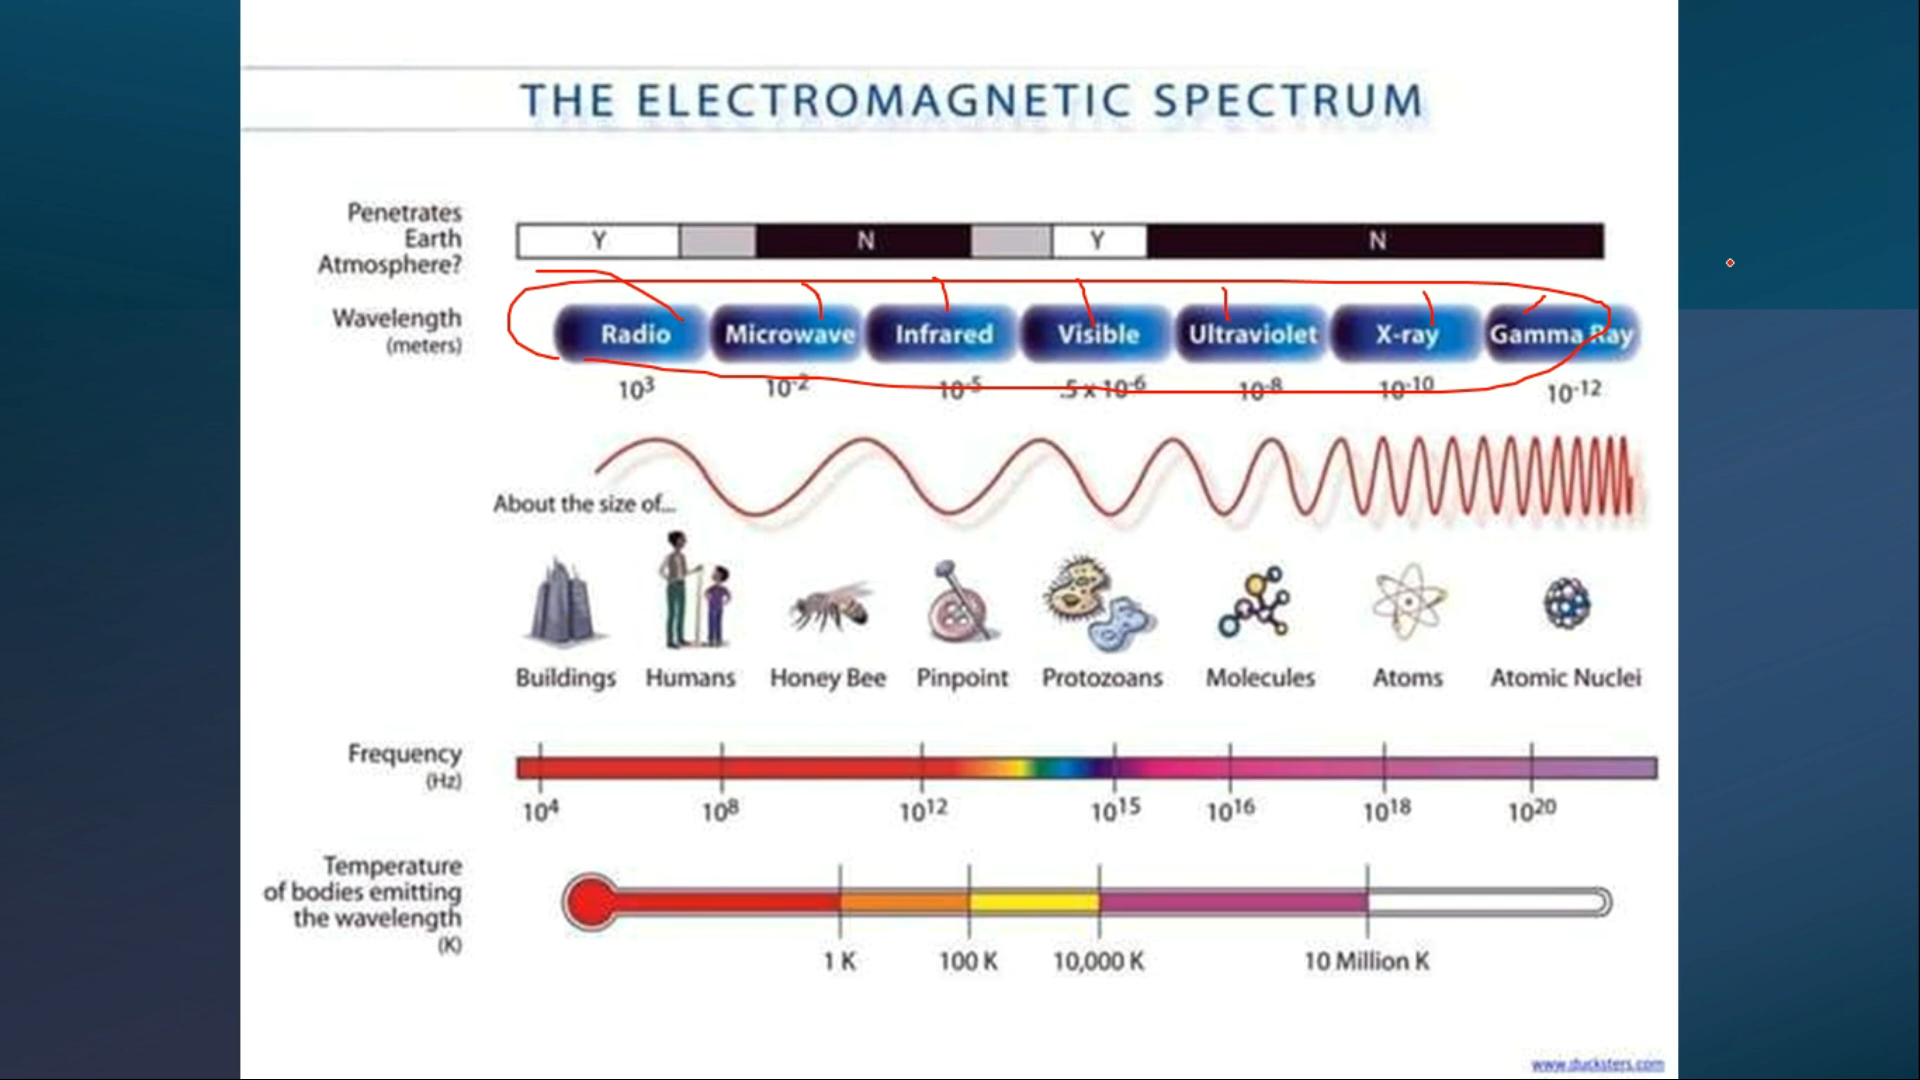 THE ELECTROMAGNETIC SPECTRUM
Penetrates
Earth
Atmosphere?
Y N Y N
Wavelength
(meters)
Radio Microwave Infrared Visible Ultraviolet X-ray Gamma Ray
10³ 10⁻² 10⁻⁵ .5 x 10⁻⁶ 10⁻⁸ 10⁻¹⁰ 10⁻¹²
About the size of...
Buildings Humans Honey Bee Pinpoint Protozoans Molecules Atoms Atomic Nuclei
Frequency
(Hz)
10⁴ 10⁸ 10¹² 10¹⁵ 10¹⁶ 10¹⁸ 10²⁰
Temperature
of bodies emitting
the wavelength
(K)
1 K 100 K 10,000 K 10 Million K
www.ducksters.com